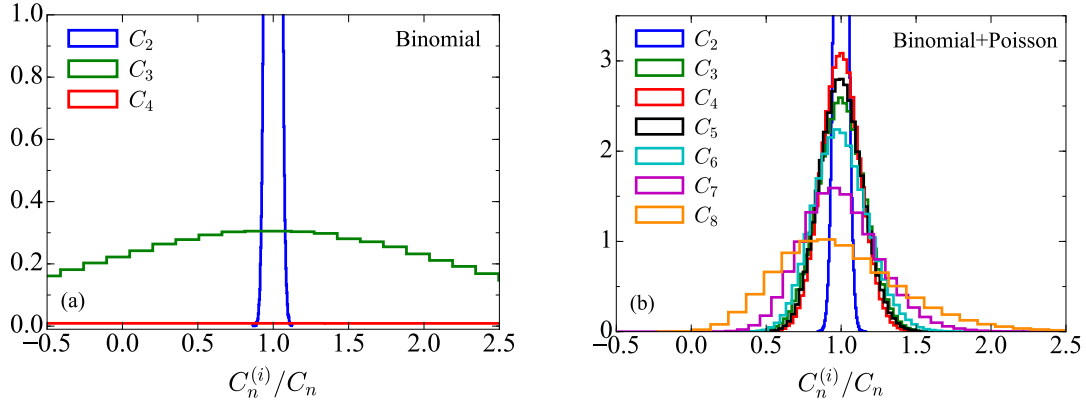 1.0
0.8
0.6
0.4
0.2
0.0
C₂
C₃
C₄
Binomial
(a)
−0.5 0.0 0.5 1.0 1.5 2.0 2.5
Cₙ⁽ⁱ⁾/Cₙ
3
2
1
0
C₂
C₃
C₄
C₅
C₆
C₇
C₈
Binomial+Poisson
(b)
−0.5 0.0 0.5 1.0 1.5 2.0 2.5
Cₙ⁽ⁱ⁾/Cₙ